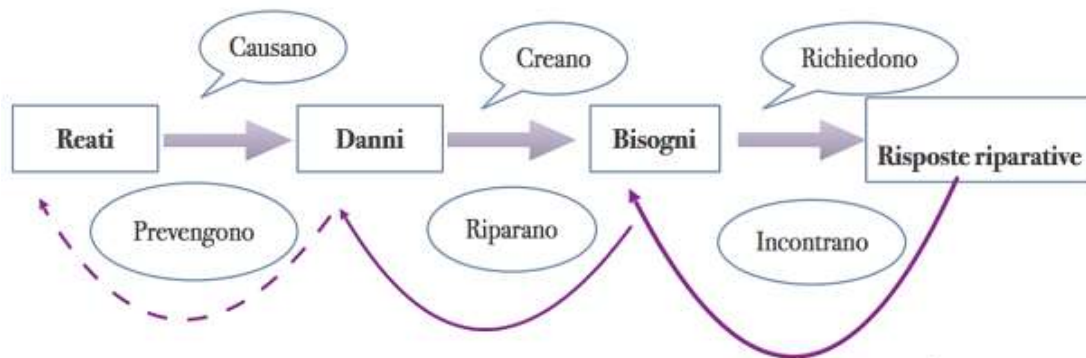 Causano
Creano
Richiedono
Reati
Danni
Bisogni
Risposte riparative
Prevengono
Riparano
Incontrano